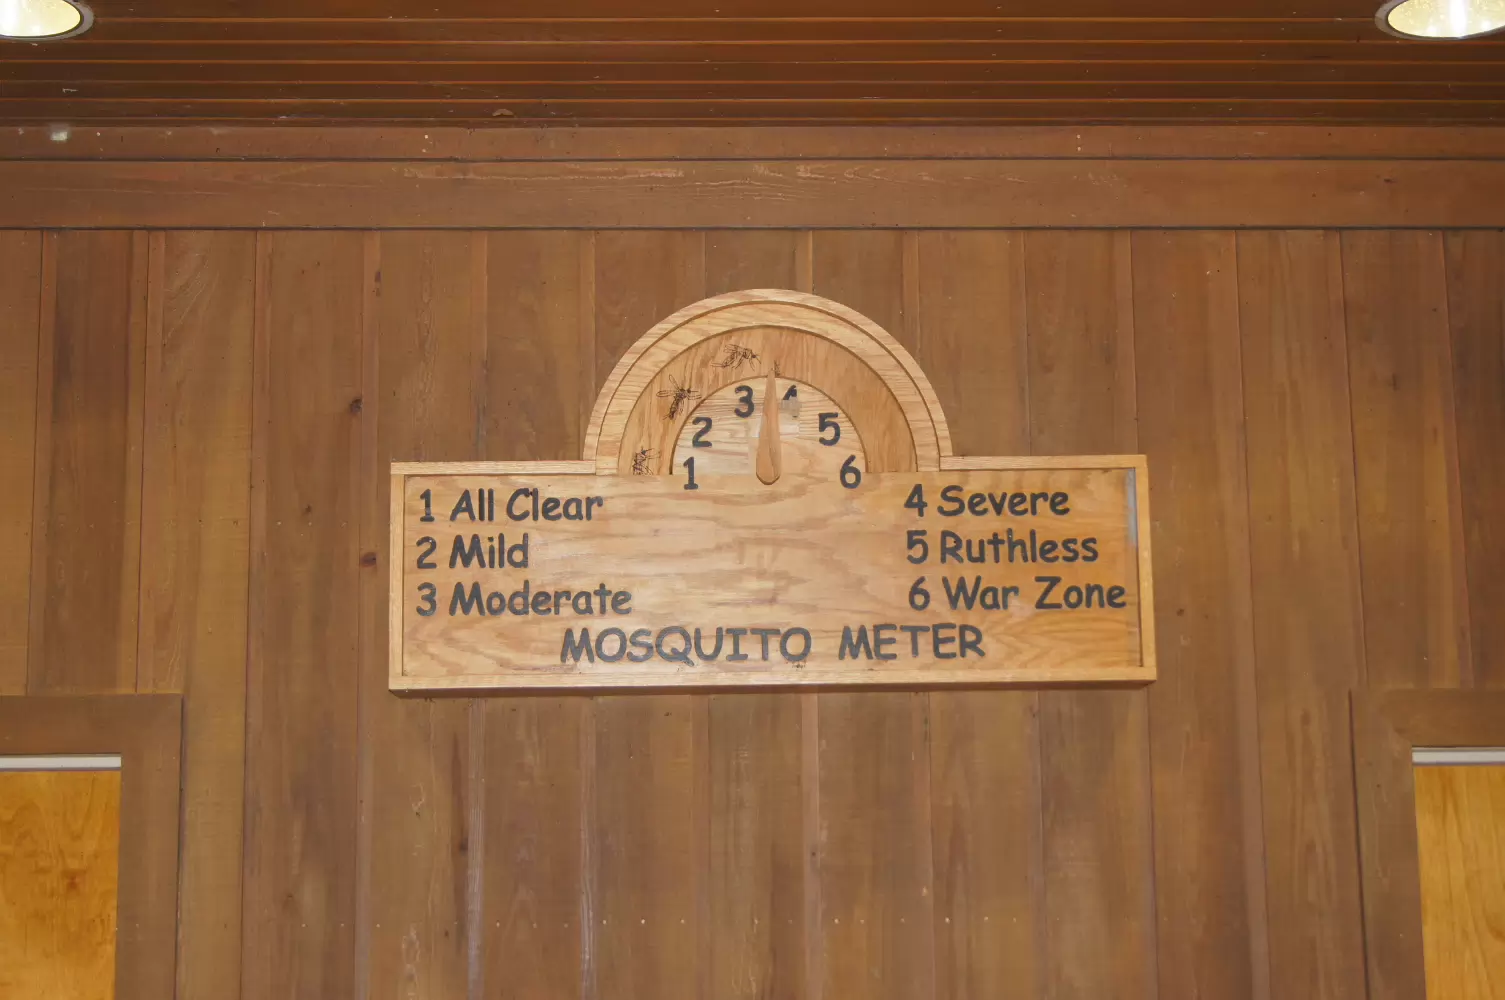 1 2 3 4 5 6
1 All Clear
2 Mild
3 Moderate
4 Severe
5 Ruthless
6 War Zone
MOSQUITO METER